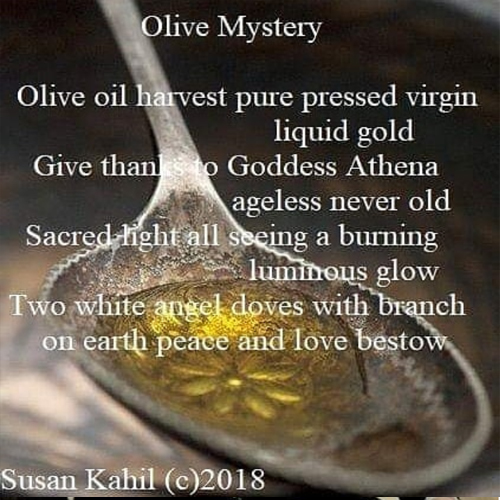 Olive Mystery
Olive oil harvest pure pressed virgin
liquid gold
Give thanks to Goddess Athena
ageless never old
Sacred light all seeing a burning
luminous glow
Two white angel doves with branch
on earth peace and love bestow
Susan Kahil (c)2018